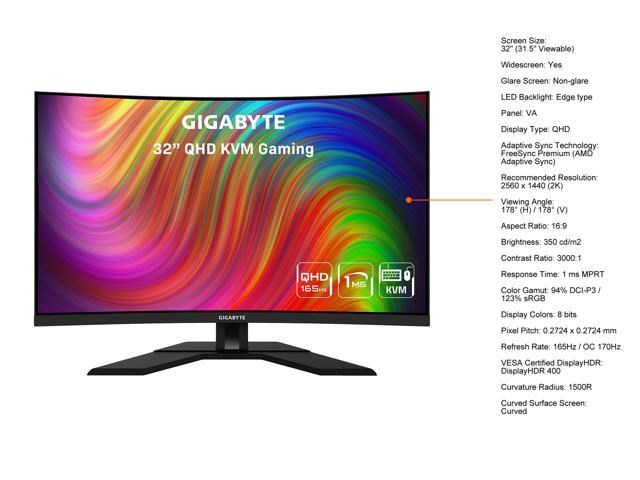 GIGABYTE
32” QHD KVM Gaming
QHD
165Hz
1MS
KVM
GIGABYTE
Screen Size:
32" (31.5" Viewable)
Widescreen: Yes
Glare Screen: Non-glare
LED Backlight: Edge type
Panel: VA
Display Type: QHD
Adaptive Sync Technology:
FreeSync Premium (AMD
Adaptive Sync)
Recommended Resolution:
2560 x 1440 (2K)
Viewing Angle:
178° (H) / 178° (V)
Aspect Ratio: 16:9
Brightness: 350 cd/m2
Contrast Ratio: 3000:1
Response Time: 1 ms MPRT
Color Gamut: 94% DCI-P3 /
123% sRGB
Display Colors: 8 bits
Pixel Pitch: 0.2724 x 0.2724 mm
Refresh Rate: 165Hz / OC 170Hz
VESA Certified DisplayHDR:
DisplayHDR 400
Curvature Radius: 1500R
Curved Surface Screen:
Curved